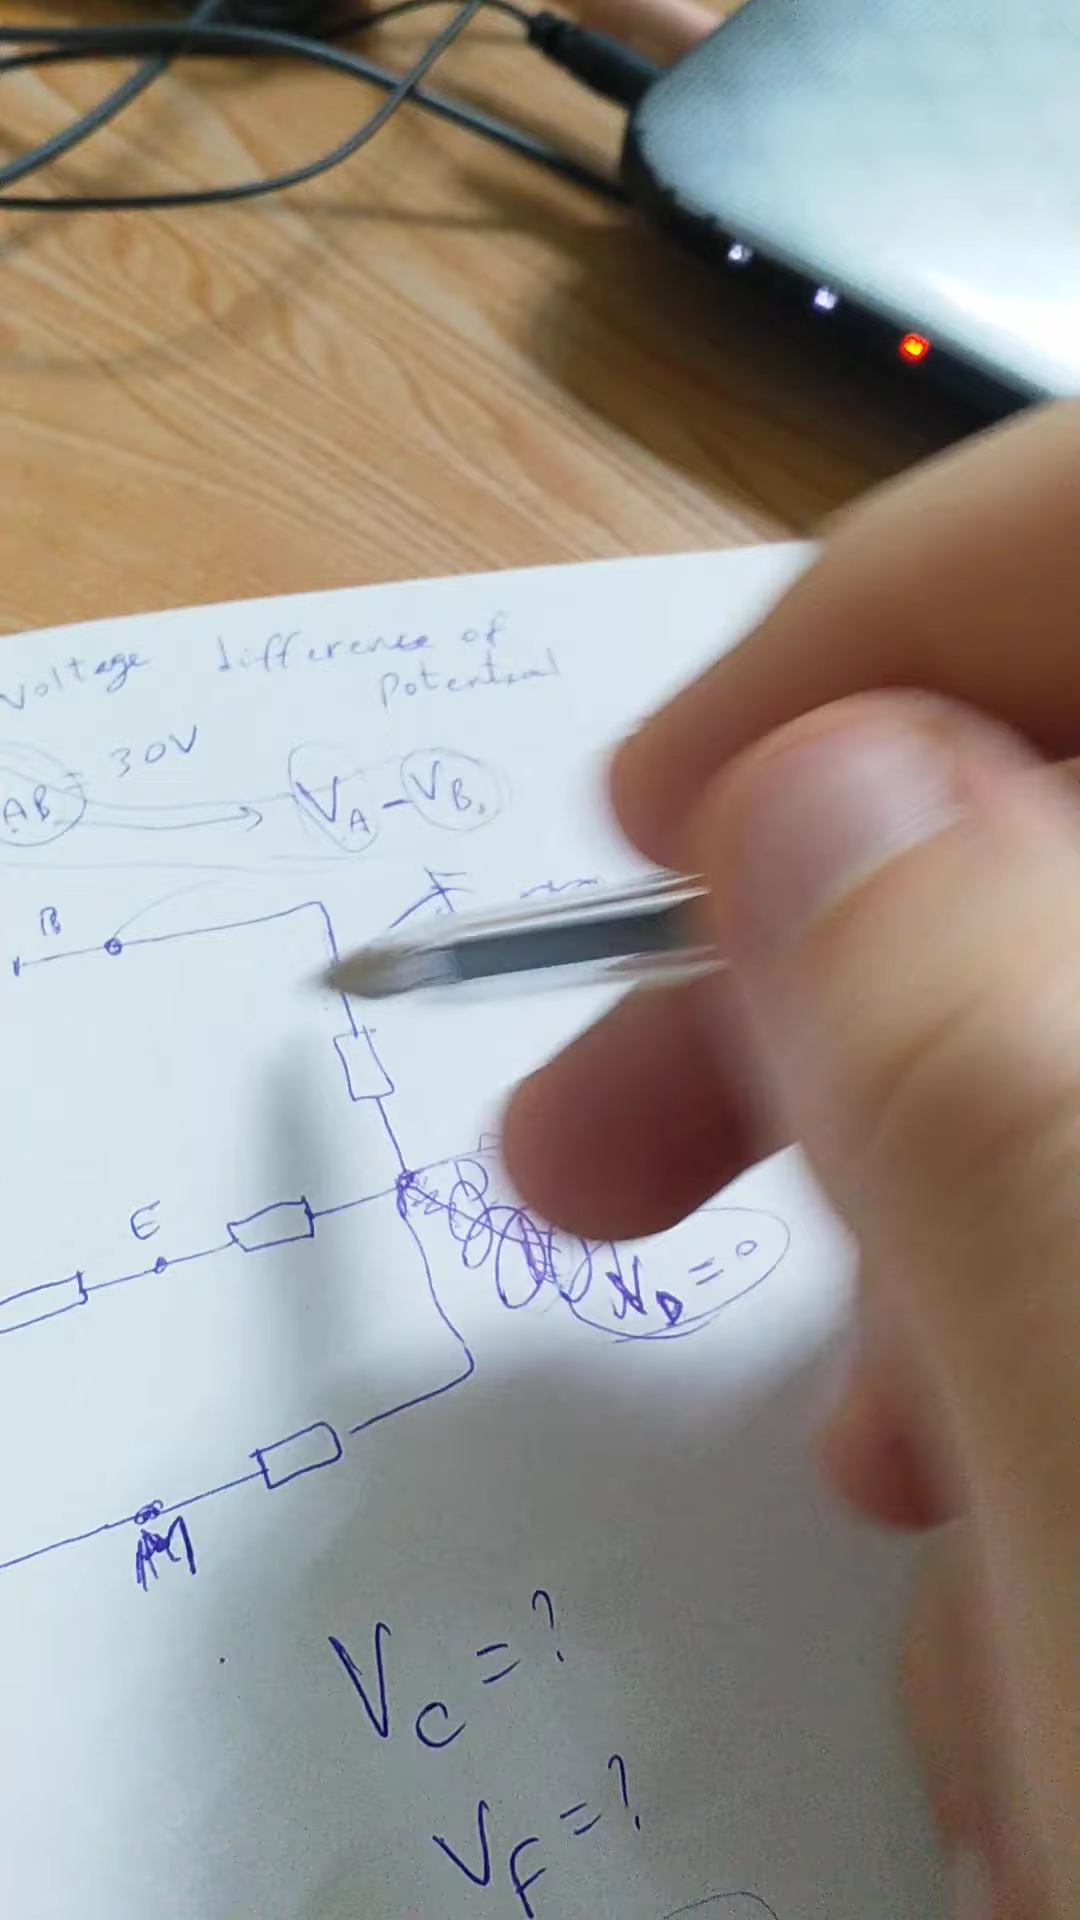 voltage difference of
potential
AB = 30V → VA - VB
B
F
E
VD = 0
M
VC = ?
VF = ?